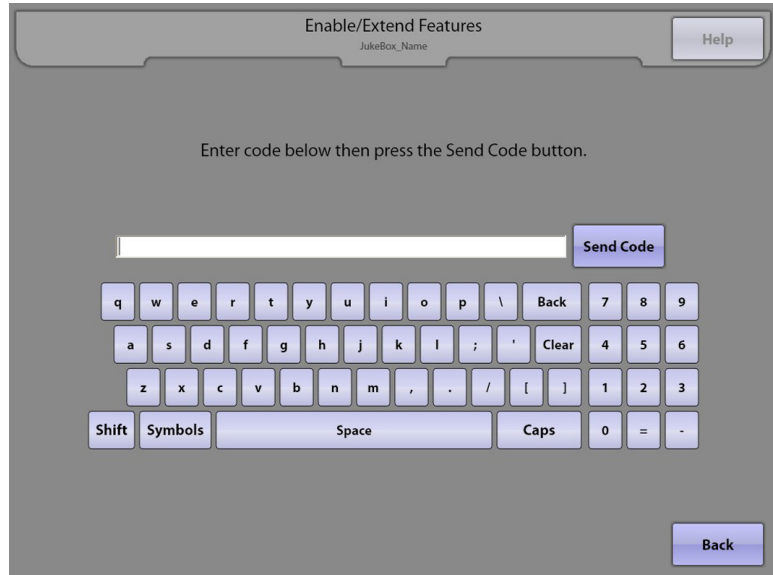 Enable/Extend Features
JukeBox_Name
Help
Enter code below then press the Send Code button.
Send Code
q w e r t y u i o p \ Back 7 8 9
a s d f g h j k l ; ' Clear 4 5 6
z x c v b n m , . / [ ] 1 2 3
Shift Symbols Space Caps 0 = -
Back